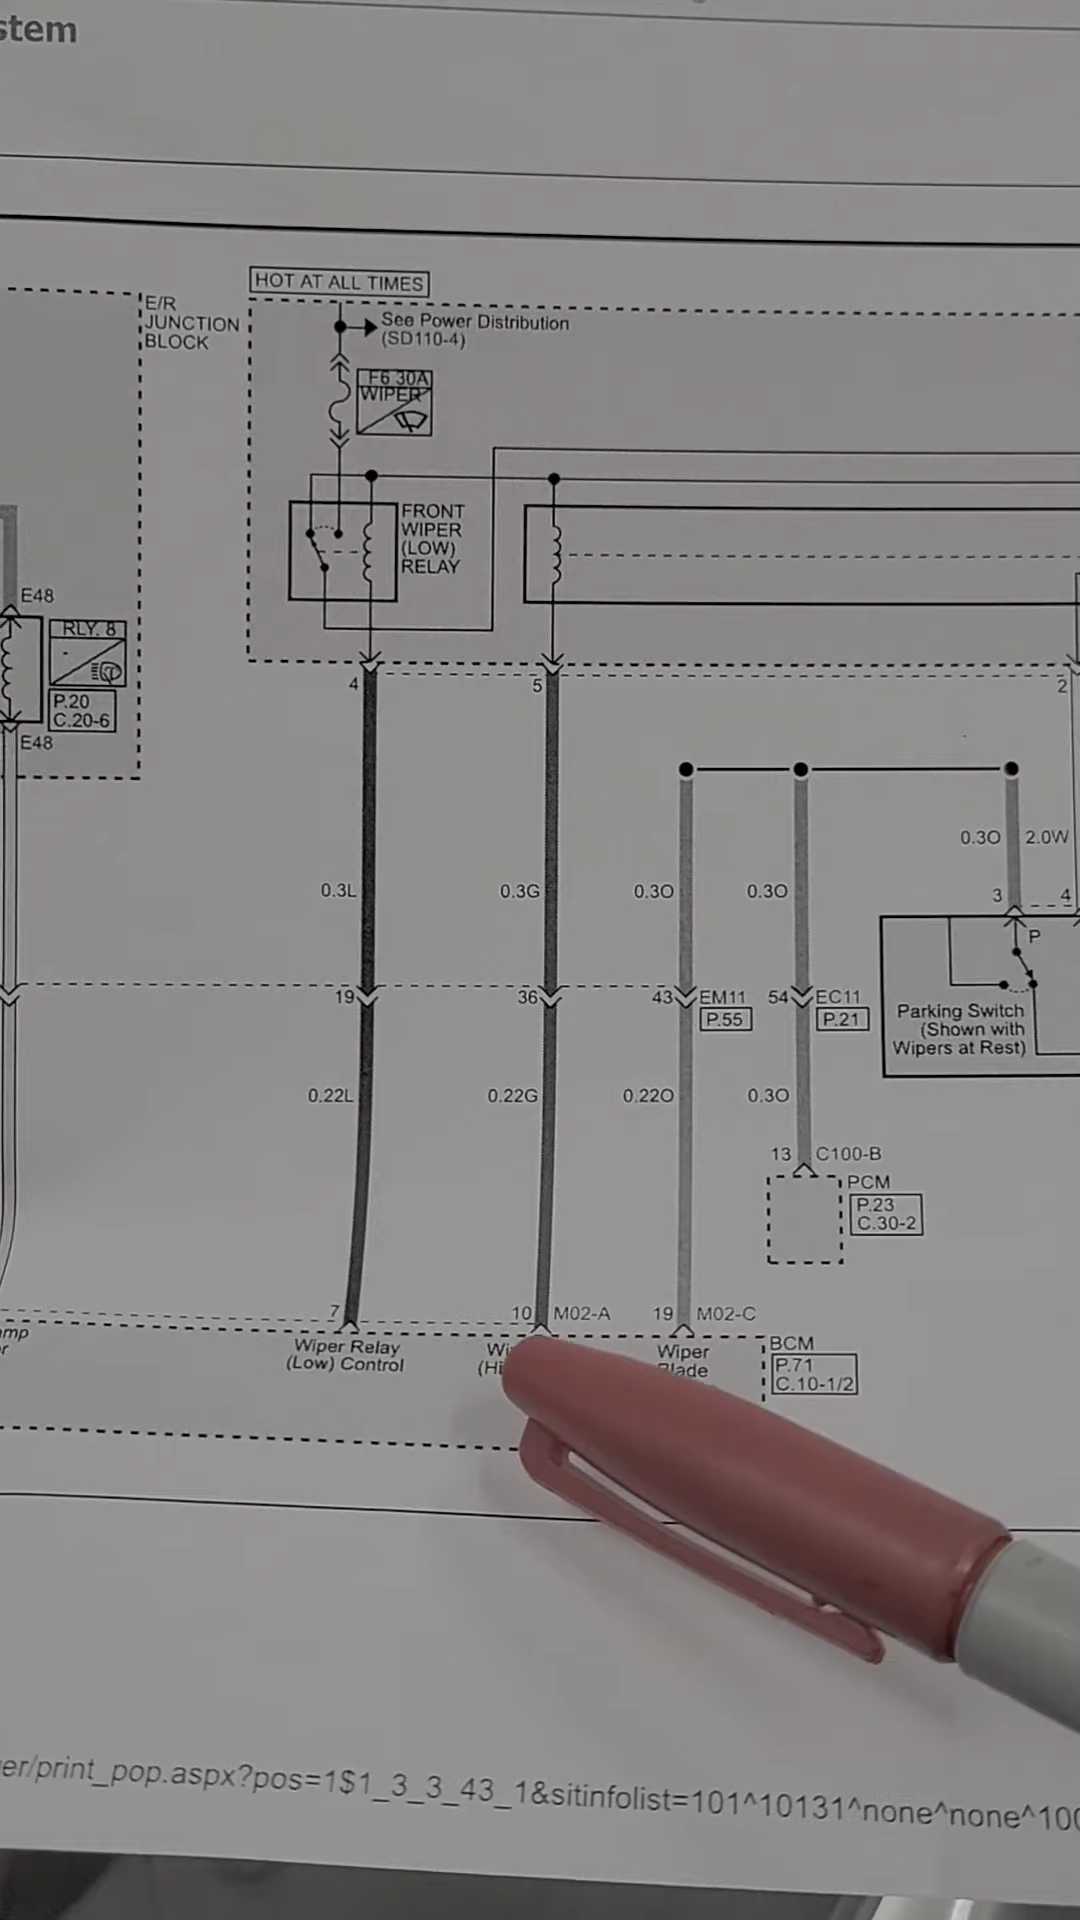 stem
HOT AT ALL TIMES
E/R
JUNCTION
BLOCK
See Power Distribution
(SD110-4)
F6 30A
WIPER
FRONT
WIPER
(LOW)
RELAY
E48
RLY. 8
P.20
C.20-6
E48
4
5
2
0.3O
2.0W
0.3L
0.3G
0.3O
0.3O
3
4
P
19
36
43
EM11
54
EC11
P.55
P.21
Parking Switch
(Shown with
Wipers at Rest)
0.22L
0.22G
0.22O
0.3O
13
C100-B
PCM
P.23
C.30-2
7
10
M02-A
19
M02-C
Wiper Relay
(Low) Control
Wiper
BCM
P.71
C.10-1/2
er/print_pop.aspx?pos=1$1_3_3_43_1&sitinfolist=101^10131^none^none^100